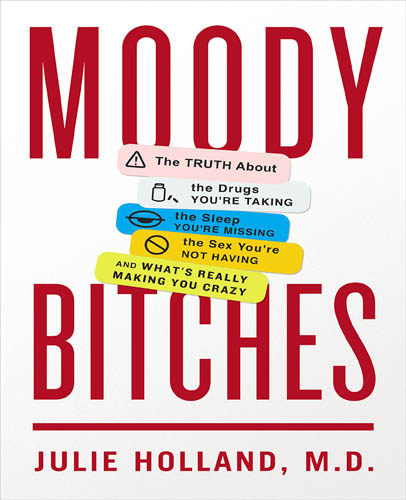 MOODY
The TRUTH About
the Drugs
YOU'RE TAKING
the Sleep
YOU'RE MISSING
the Sex You're
NOT HAVING
AND WHAT'S REALLY
MAKING YOU CRAZY
BITCHES
JULIE HOLLAND, M.D.